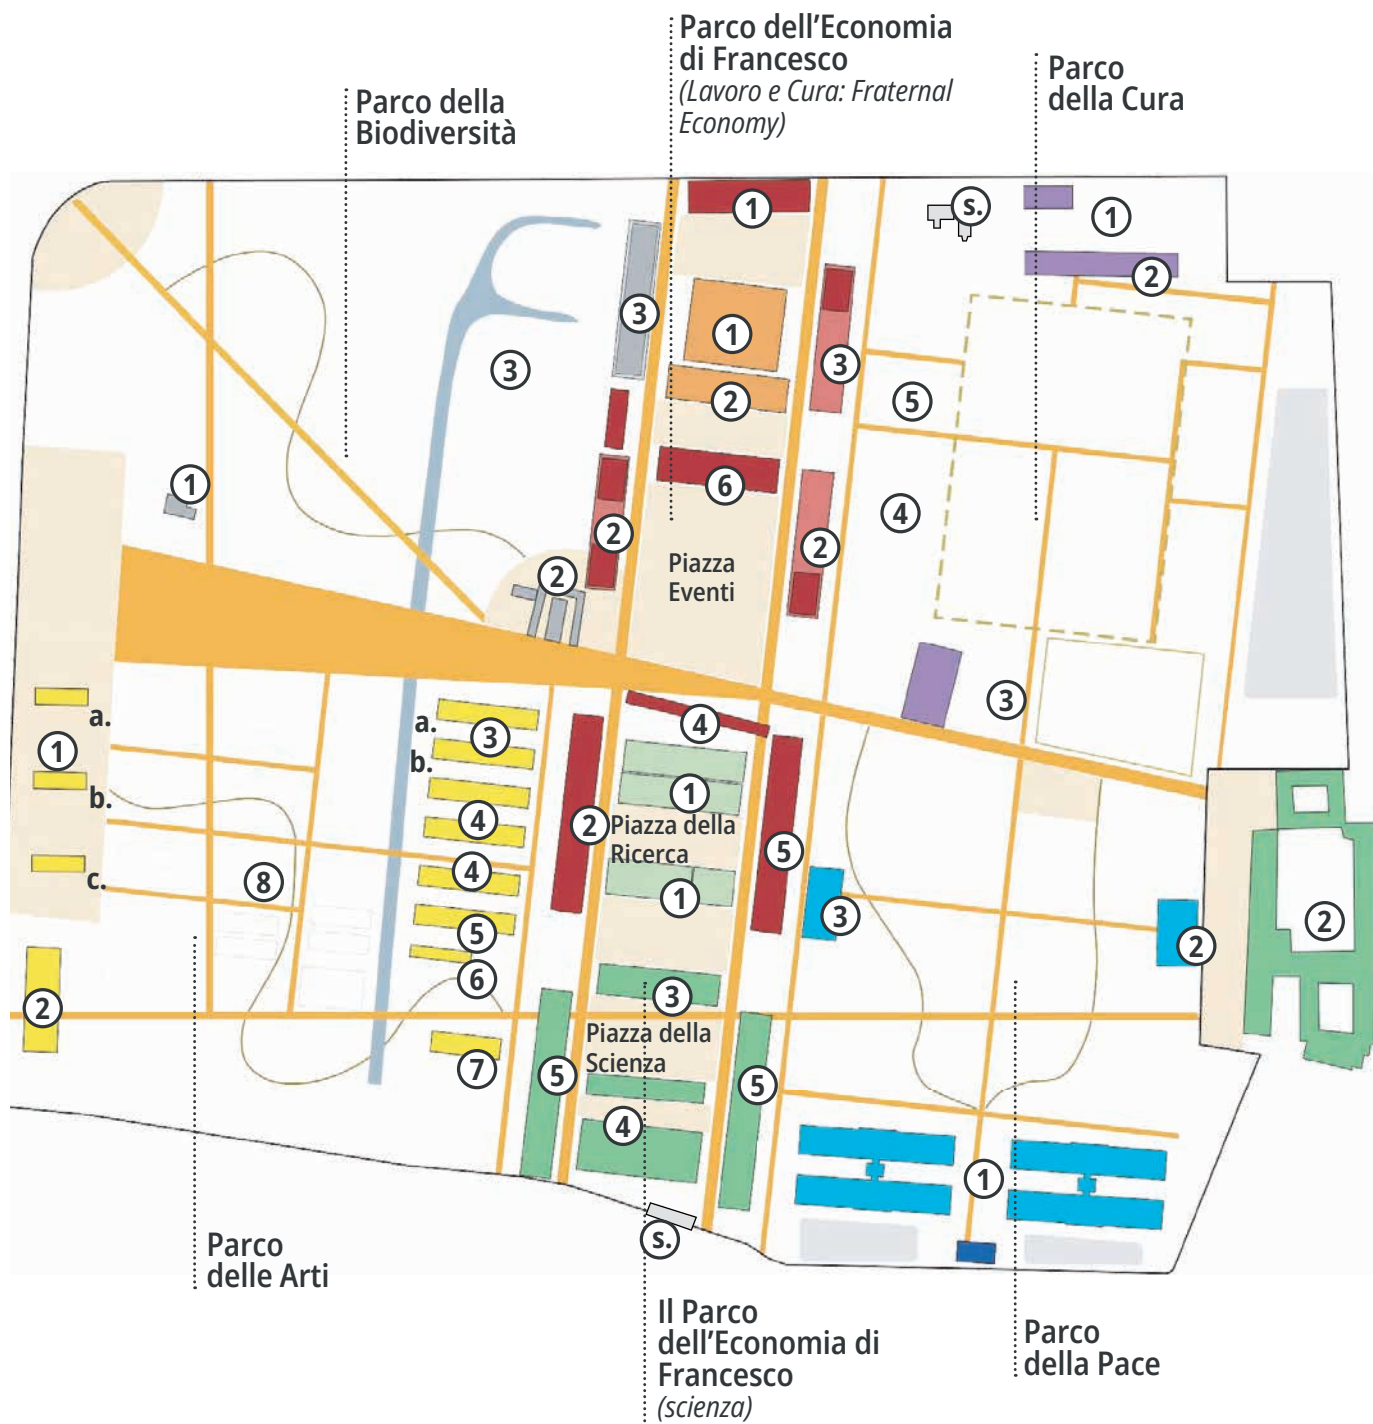 Parco dell'Economia
di Francesco
(Lavoro e Cura: Fraternal
Economy)
Parco
della Cura
Parco della
Biodiversità
1
s.
1
2
3
1
3
3
2
5
6
1
4
2
2
2
Piazza
Eventi
3
a.
1
b.
c.
2
a.
3
b.
4
4
5
6
7
8
4
2
1
Piazza della
Ricerca
1
5
3
2
2
3
Piazza della
Scienza
5
5
4
1
s.
Parco
delle Arti
Il Parco
dell'Economia di
Francesco
(scienza)
Parco
della Pace